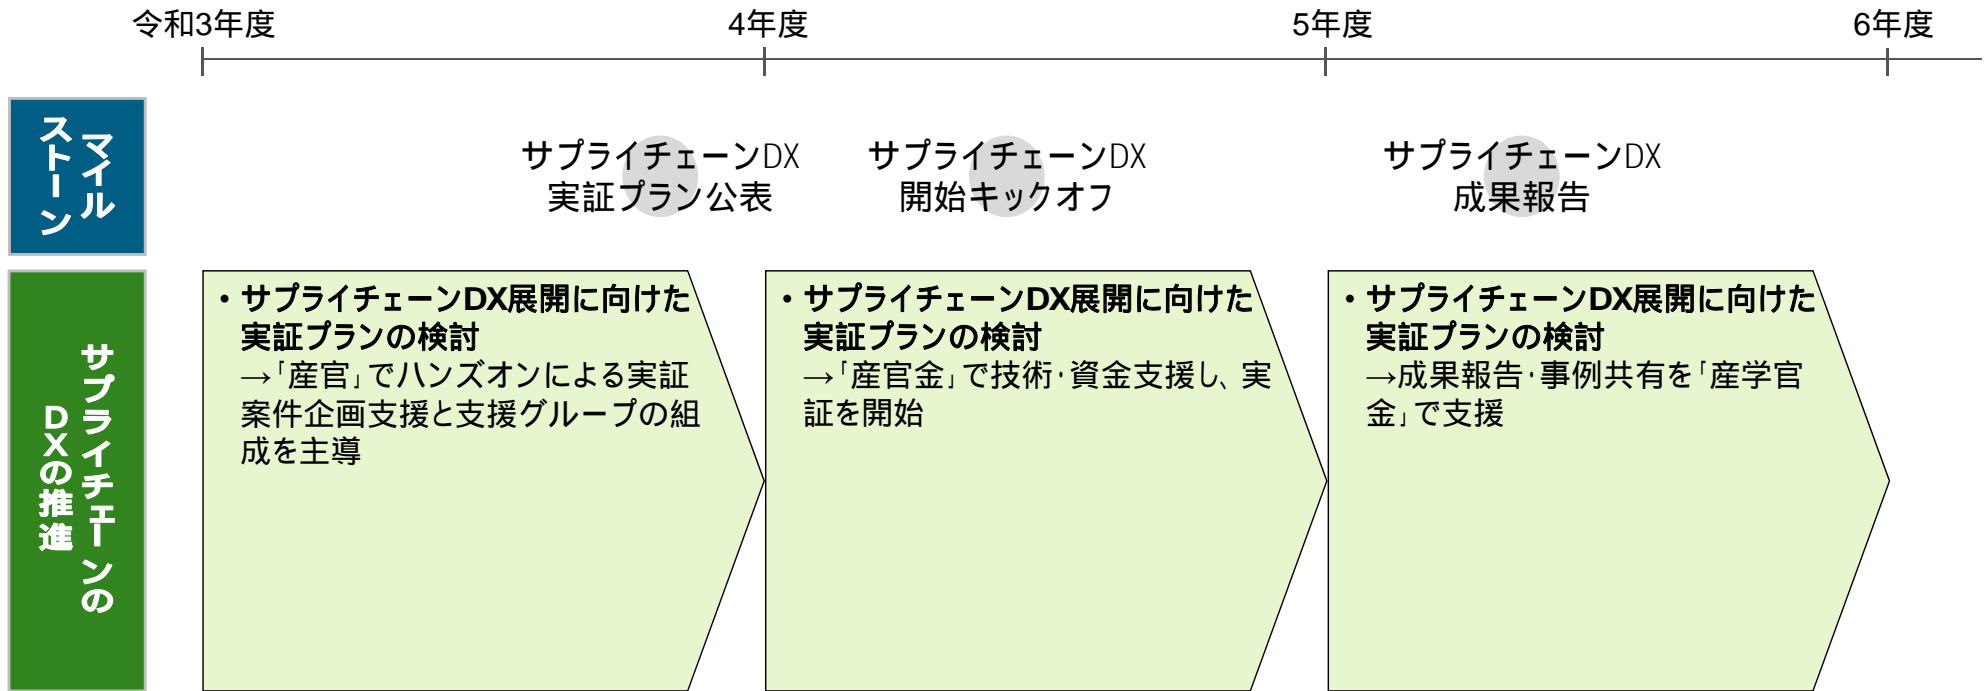 令和3年度
4年度
5年度
6年度
マイル
ストーン
サプライチェーンDX
実証プラン公表
サプライチェーンDX
開始キックオフ
サプライチェーンDX
成果報告
サプライチェーンの
DXの推進
・サプライチェーンDX展開に向けた
実証プランの検討
→「産官」でハンズオンによる実証
案件企画支援と支援グループの組
成を主導
・サプライチェーンDX展開に向けた
実証プランの検討
→「産官金」で技術・資金支援し、実
証を開始
・サプライチェーンDX展開に向けた
実証プランの検討
→成果報告・事例共有を「産学官
金」で支援